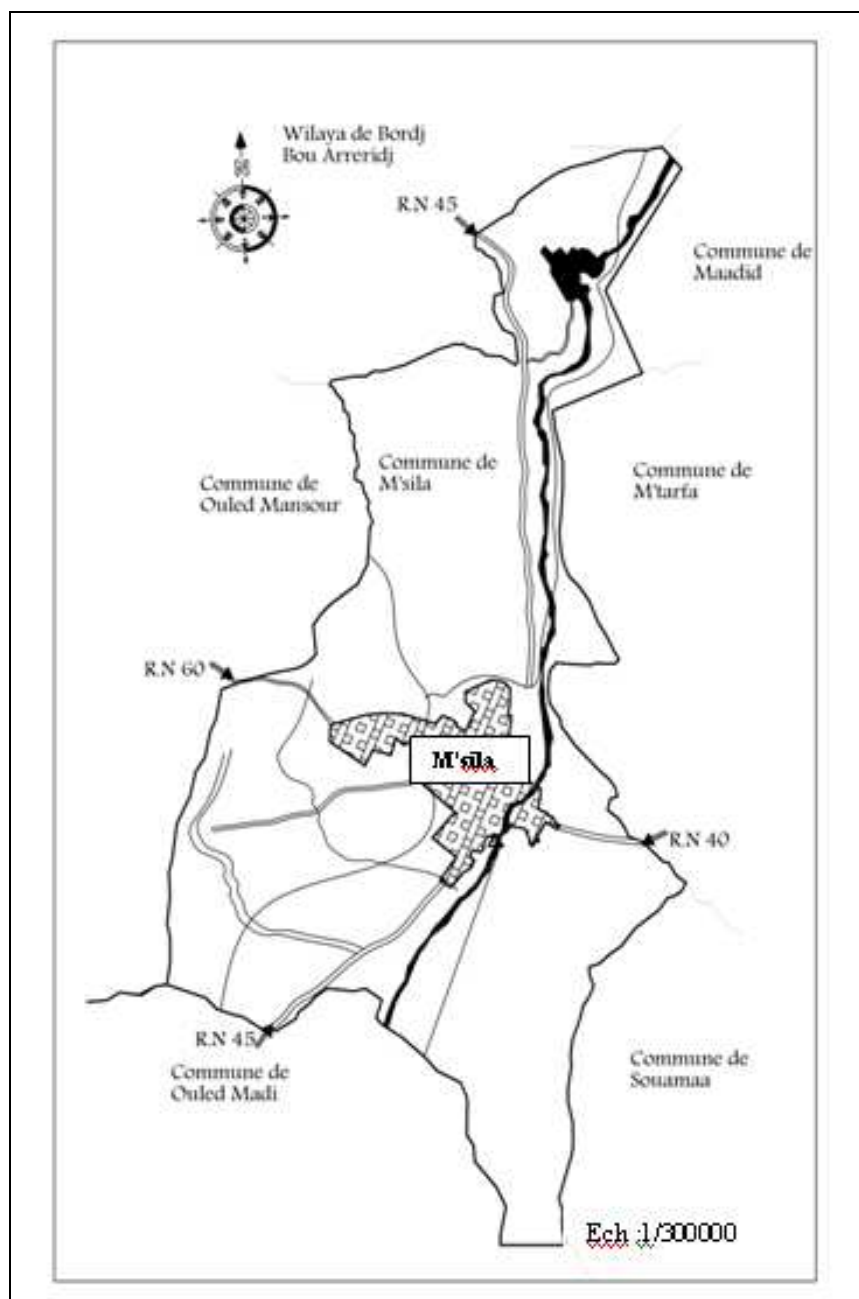 Wilaya de Bordj
Bou Arreridj
R.N 45
Commune de
Maadid
Commune de
M'sila
Commune de
Ouled Mansour
Commune de
M'tarfa
R.N 60
M'sila
R.N 40
R.N 45
Commune de
Ouled Madi
Commune de
Souamaa
Ech :1/300000